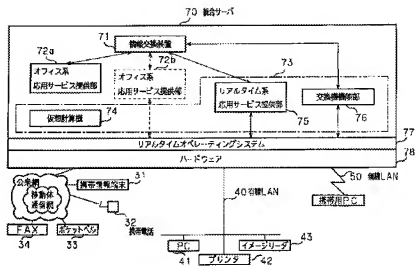 70 統合サーバ
71
情報交換装置
72a
72b
73
オフィス系
応用サービス提供部
オフィス系
応用サービス提供部
リアルタイム系
応用サービス提供部
交換機機部
74
仮想計算機
75
76
77
リアルタイムオペレーティングシステム
78
ハードウェア
公衆網
移動体
通信網
31
携帯情報端末
32
携帯電話
FAX
34
ポケットベル
33
40 有線LAN
50
無線LAN
携帯用PC
PC
41
プリンタ
42
イメージリーダ
43